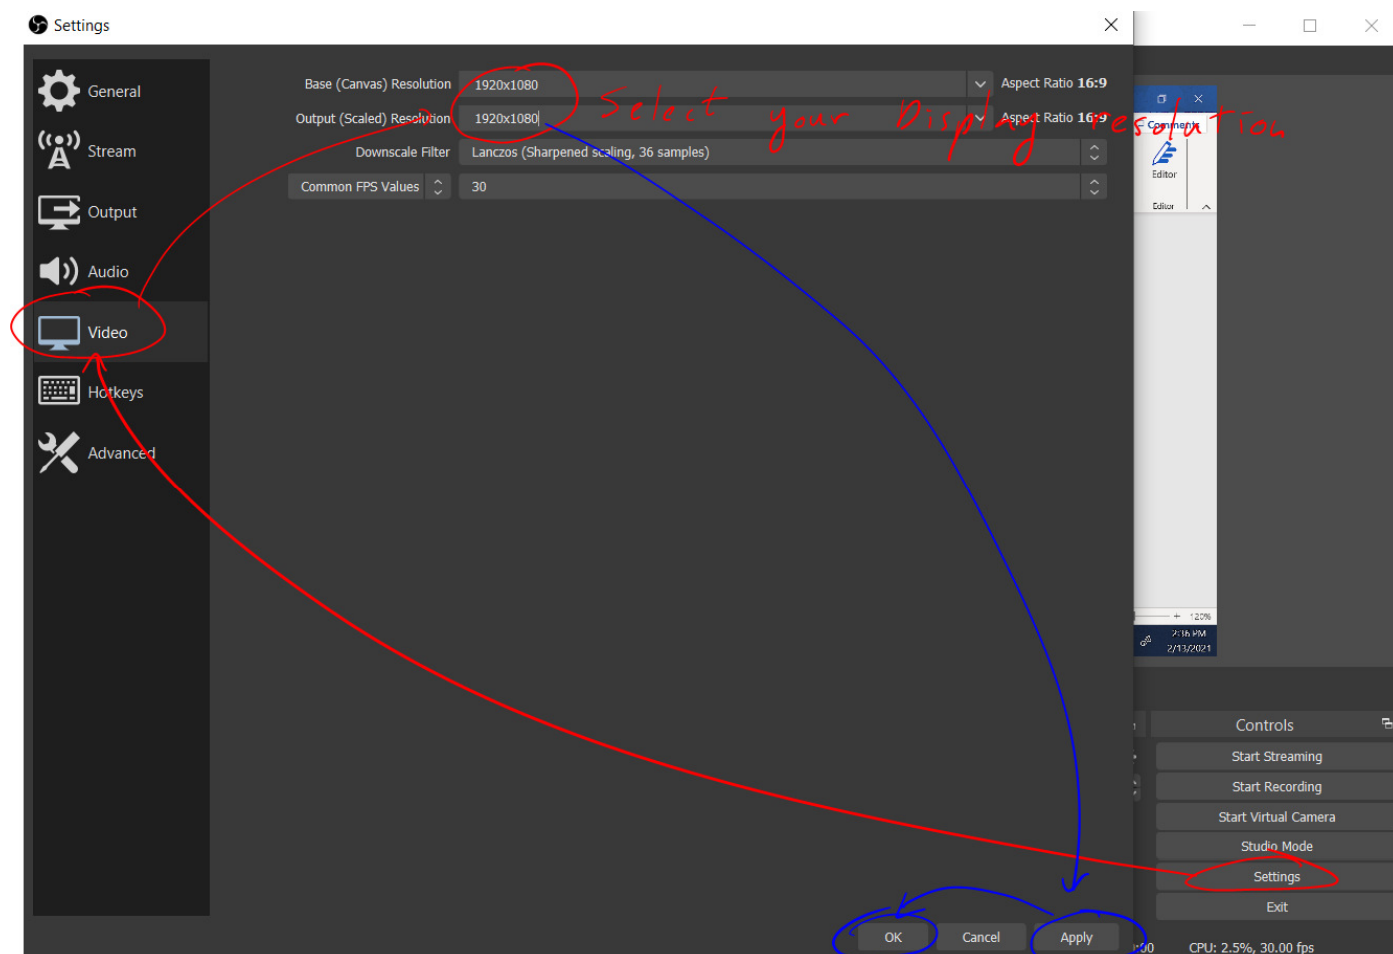 Settings
General
Stream
Output
Audio
Video
Hotkeys
Advanced
Base (Canvas) Resolution 1920x1080 Aspect Ratio 16:9
Output (Scaled) Resolution 1920x1080 Aspect Ratio 16:9
Downscale Filter Lanczos (Sharpened scaling, 36 samples)
Common FPS Values 30
Select your Display resolution
Comments
Editor
Editor
120%
2:16 PM
2/13/2021
Controls
Start Streaming
Start Recording
Start Virtual Camera
Studio Mode
Settings
Exit
OK Cancel Apply
:00 CPU: 2.5%, 30.00 fps